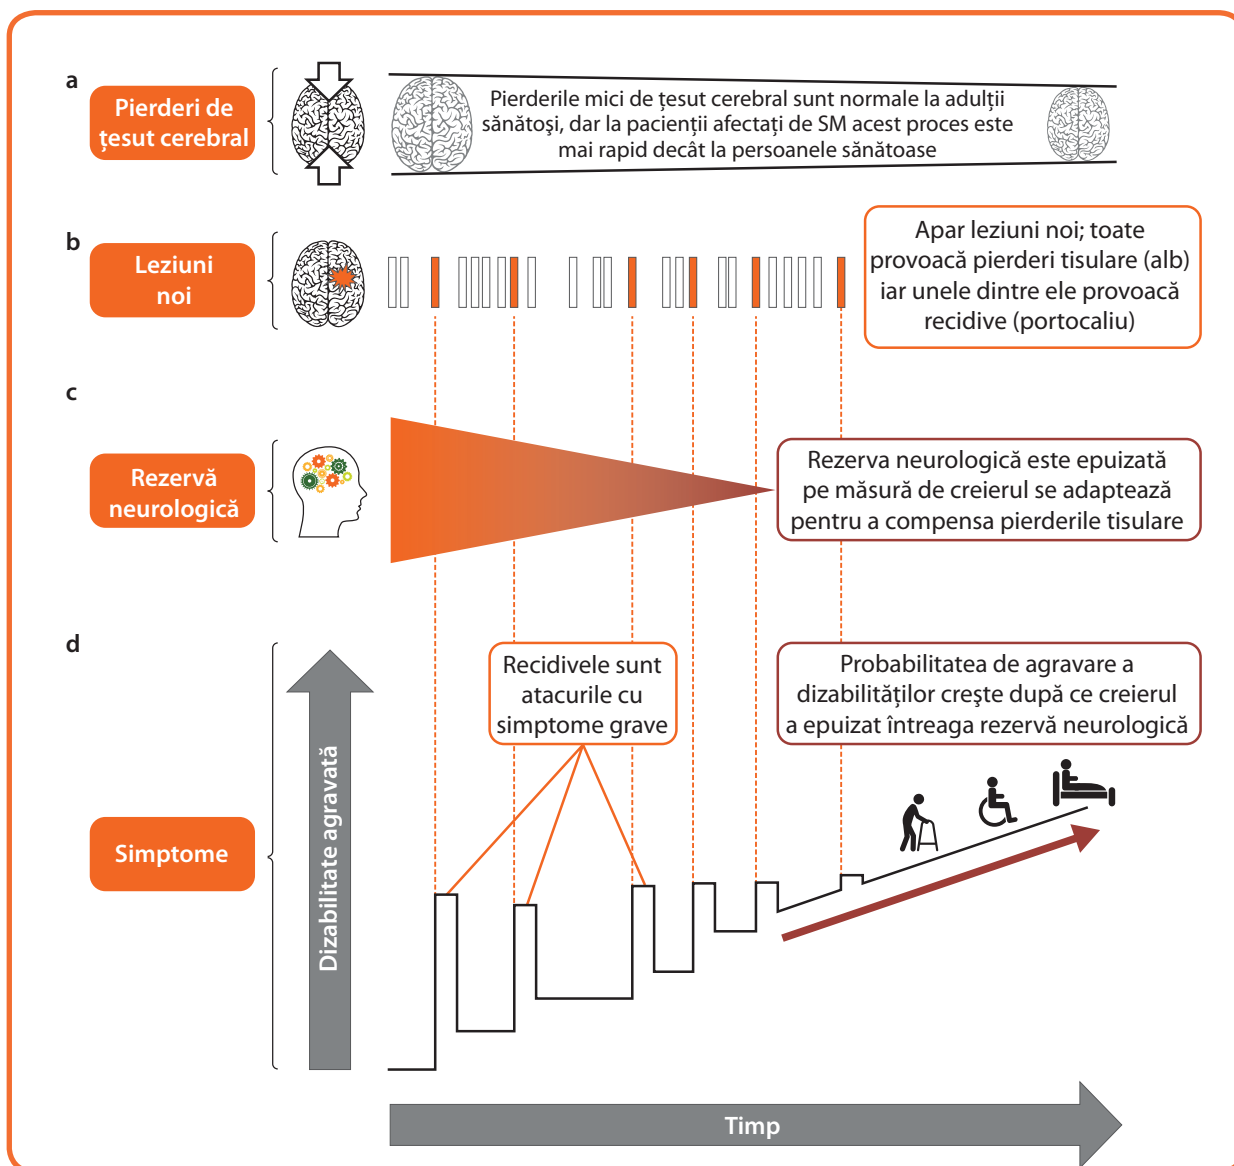 a
Pierderi de
țesut cerebral
Pierderile mici de țesut cerebral sunt normale la adulții
sănătoși, dar la pacienții afectați de SM acest proces este
mai rapid decât la persoanele sănătoase
b
Leziuni
noi
Apar leziuni noi; toate
provoacă pierderi tisulare (alb)
iar unele dintre ele provoacă
recidive (portocaliu)
c
Rezervă
neurologică
Rezerva neurologică este epuizată
pe măsură de creierul se adaptează
pentru a compensa pierderile tisulare
d
Simptome
Dizabilitate agravată
Recidivele sunt
atacurile cu
simptome grave
Probabilitatea de agravare a
dizabilităților crește după ce creierul
a epuizat întreaga rezervă neurologică
Timp